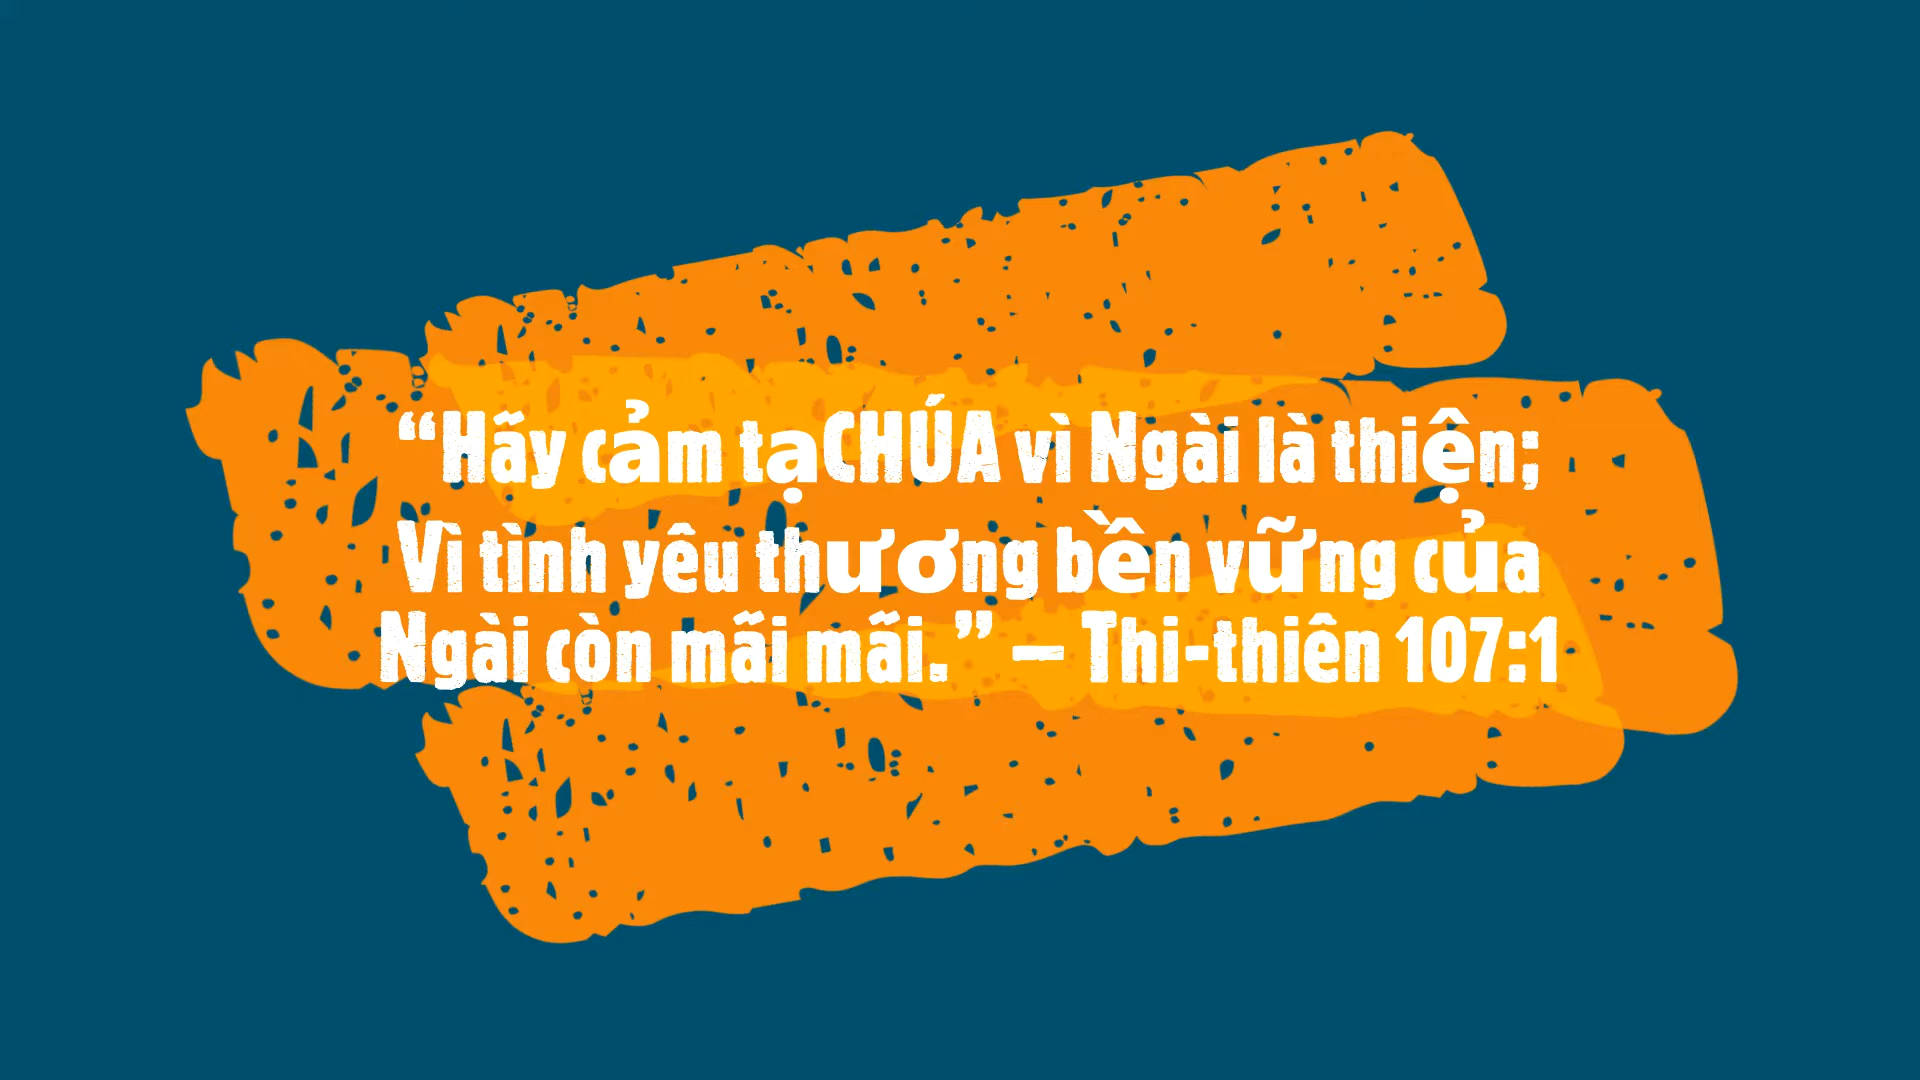 “Hãy cảm tạCHÚA vì Ngài là thiện;
Vì tình yêu thương bền vững của
Ngài còn mãi mãi.” – Thi-thiên 107:1